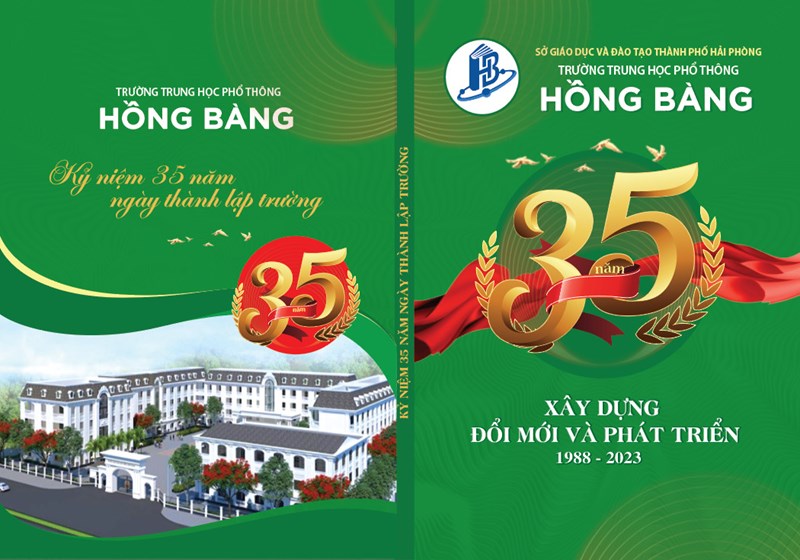 TRƯỜNG TRUNG HỌC PHỔ THÔNG
HỒNG BÀNG
Kỷ niệm 35 năm
ngày thành lập trường
35
năm
KỶ NIỆM 35 NĂM NGÀY THÀNH LẬP TRƯỜNG
HB
SỞ GIÁO DỤC VÀ ĐÀO TẠO THÀNH PHỐ HẢI PHÒNG
TRƯỜNG TRUNG HỌC PHỔ THÔNG
HỒNG BÀNG
35
năm
XÂY DỰNG
ĐỔI MỚI VÀ PHÁT TRIỂN
1988 - 2023